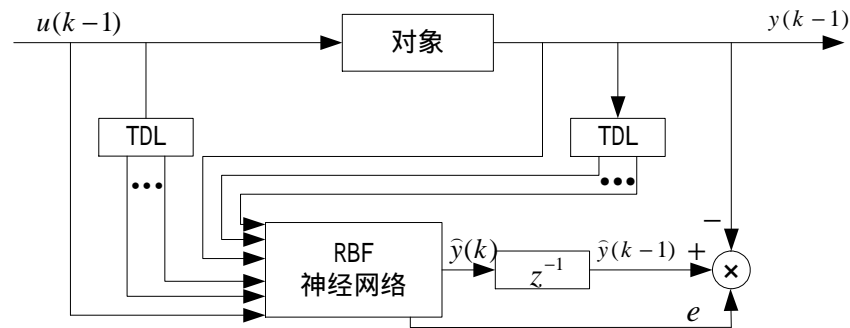 u(k−1)
对象
y(k−1)
TDL
TDL
•••
•••
−
RBF
神经网络
ŷ(k)
z⁻¹
ŷ(k−1)
+
×
e